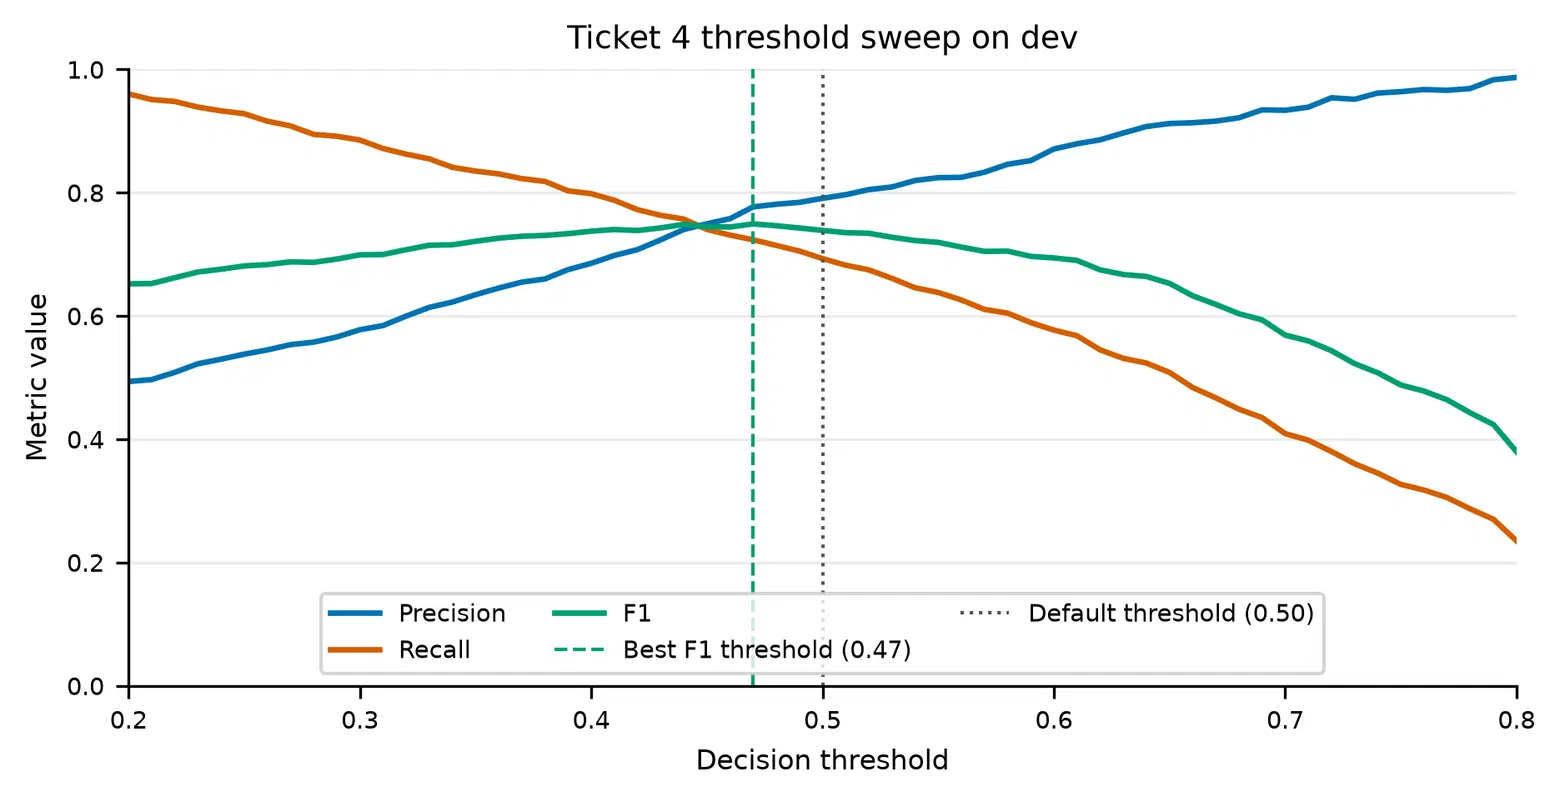 Ticket 4 threshold sweep on dev
Metric value
1.0
0.8
0.6
0.4
0.2
0.0
Precision
Recall
F1
Best F1 threshold (0.47)
Default threshold (0.50)
0.2 0.3 0.4 0.5 0.6 0.7 0.8
Decision threshold